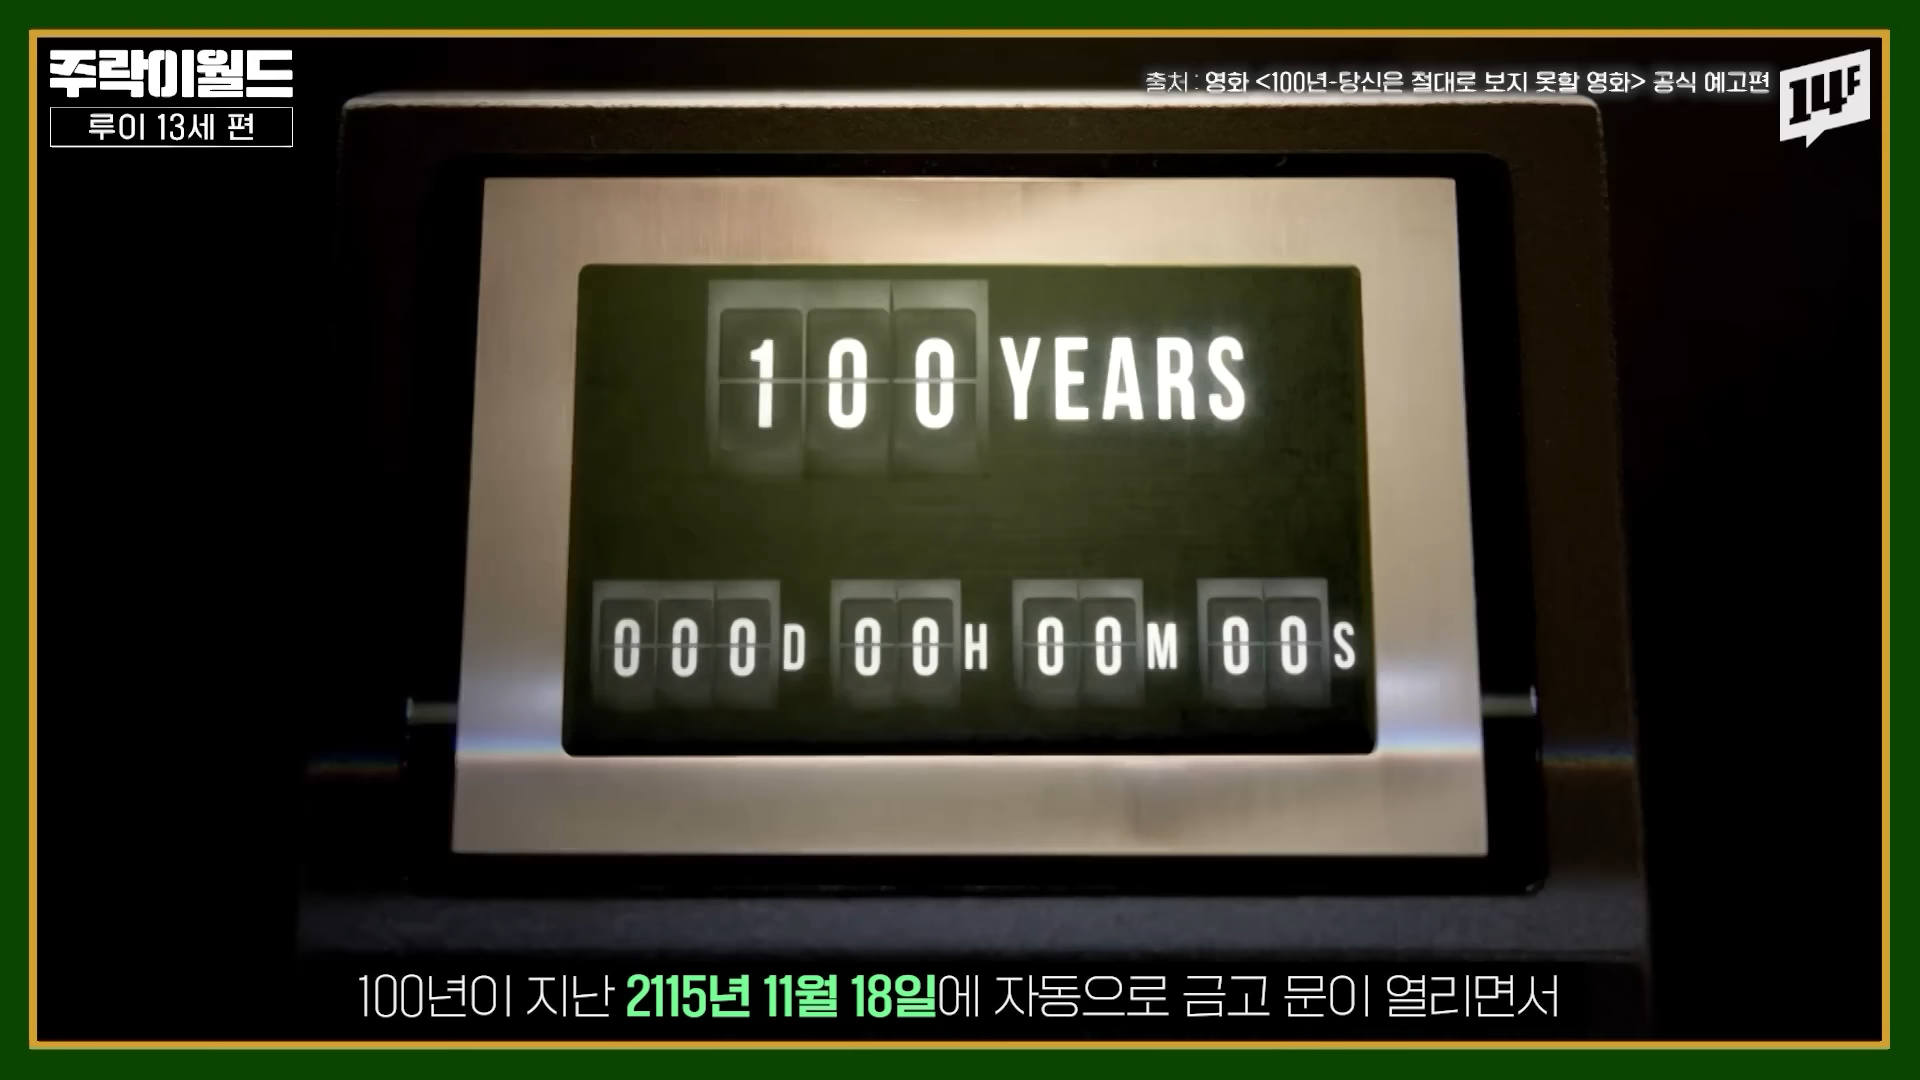 주락이월드
루이 13세 편
출처 : 영화 <100년-당신은 절대로 보지 못할 영화> 공식 예고편
14F
100 YEARS
000D 00H 00M 00S
100년이 지난 2115년 11월 18일에 자동으로 금고 문이 열리면서